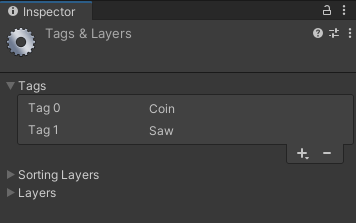 Inspector
Tags & Layers
Tags
Tag 0 Coin
Tag 1 Saw
Sorting Layers
Layers